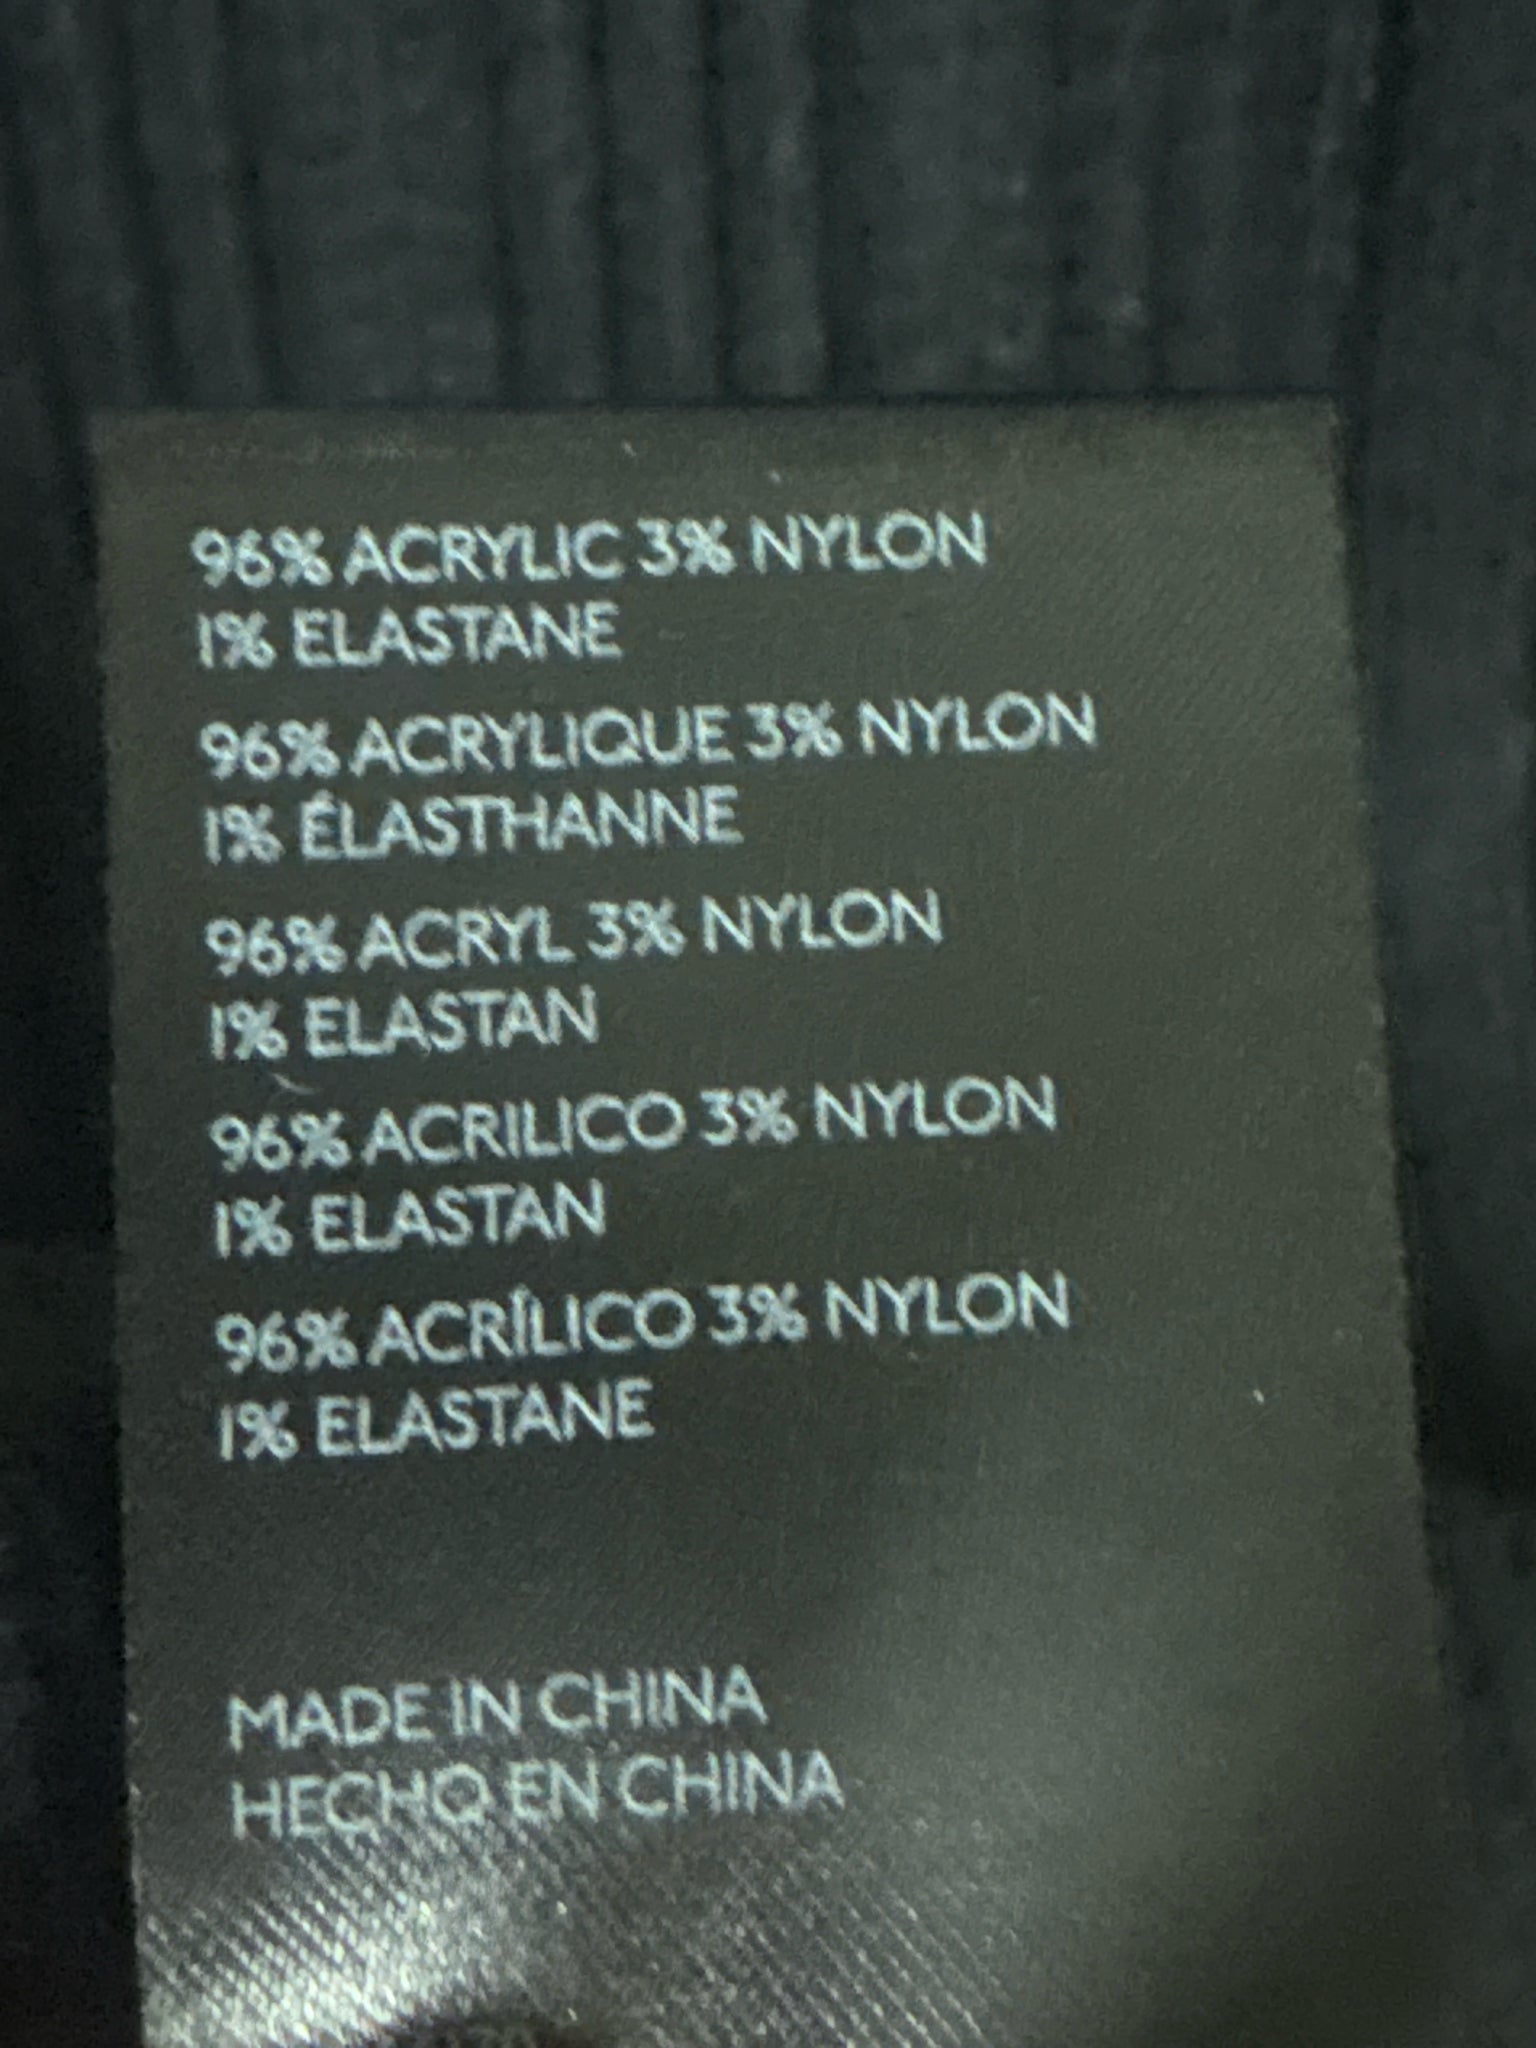 96% ACRYLIC 3% NYLON
1% ELASTANE
96% ACRYLIQUE 3% NYLON
1% ÉLASTHANNE
96% ACRYL 3% NYLON
1% ELASTAN
96% ACRILICO 3% NYLON
1% ELASTAN
96% ACRÍLICO 3% NYLON
1% ELASTANE
MADE IN CHINA
HECHO EN CHINA